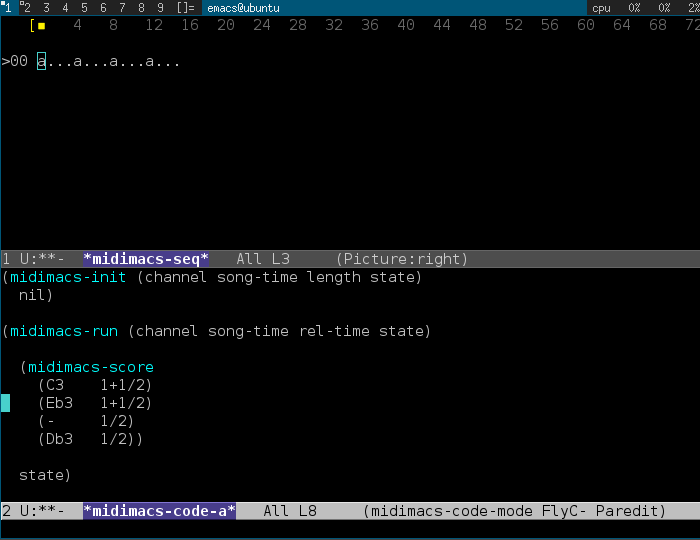 1 2 3 4 5 6 7 8 9 []= emacs@ubuntu cpu 0% 0% 2%
[■ 4 8 12 16 20 24 28 32 36 40 44 48 52 56 60 64 68 72
>00 a...a...a...a...
1 U:**- *midimacs-seq* All L3 (Picture:right)
(midimacs-init (channel song-time length state)
nil)
(midimacs-run (channel song-time rel-time state)
(midimacs-score
(C3 1+1/2)
(Eb3 1+1/2)
(- 1/2)
(Db3 1/2))
state)
2 U:**- *midimacs-code-a* All L8 (midimacs-code-mode FlyC- Paredit)